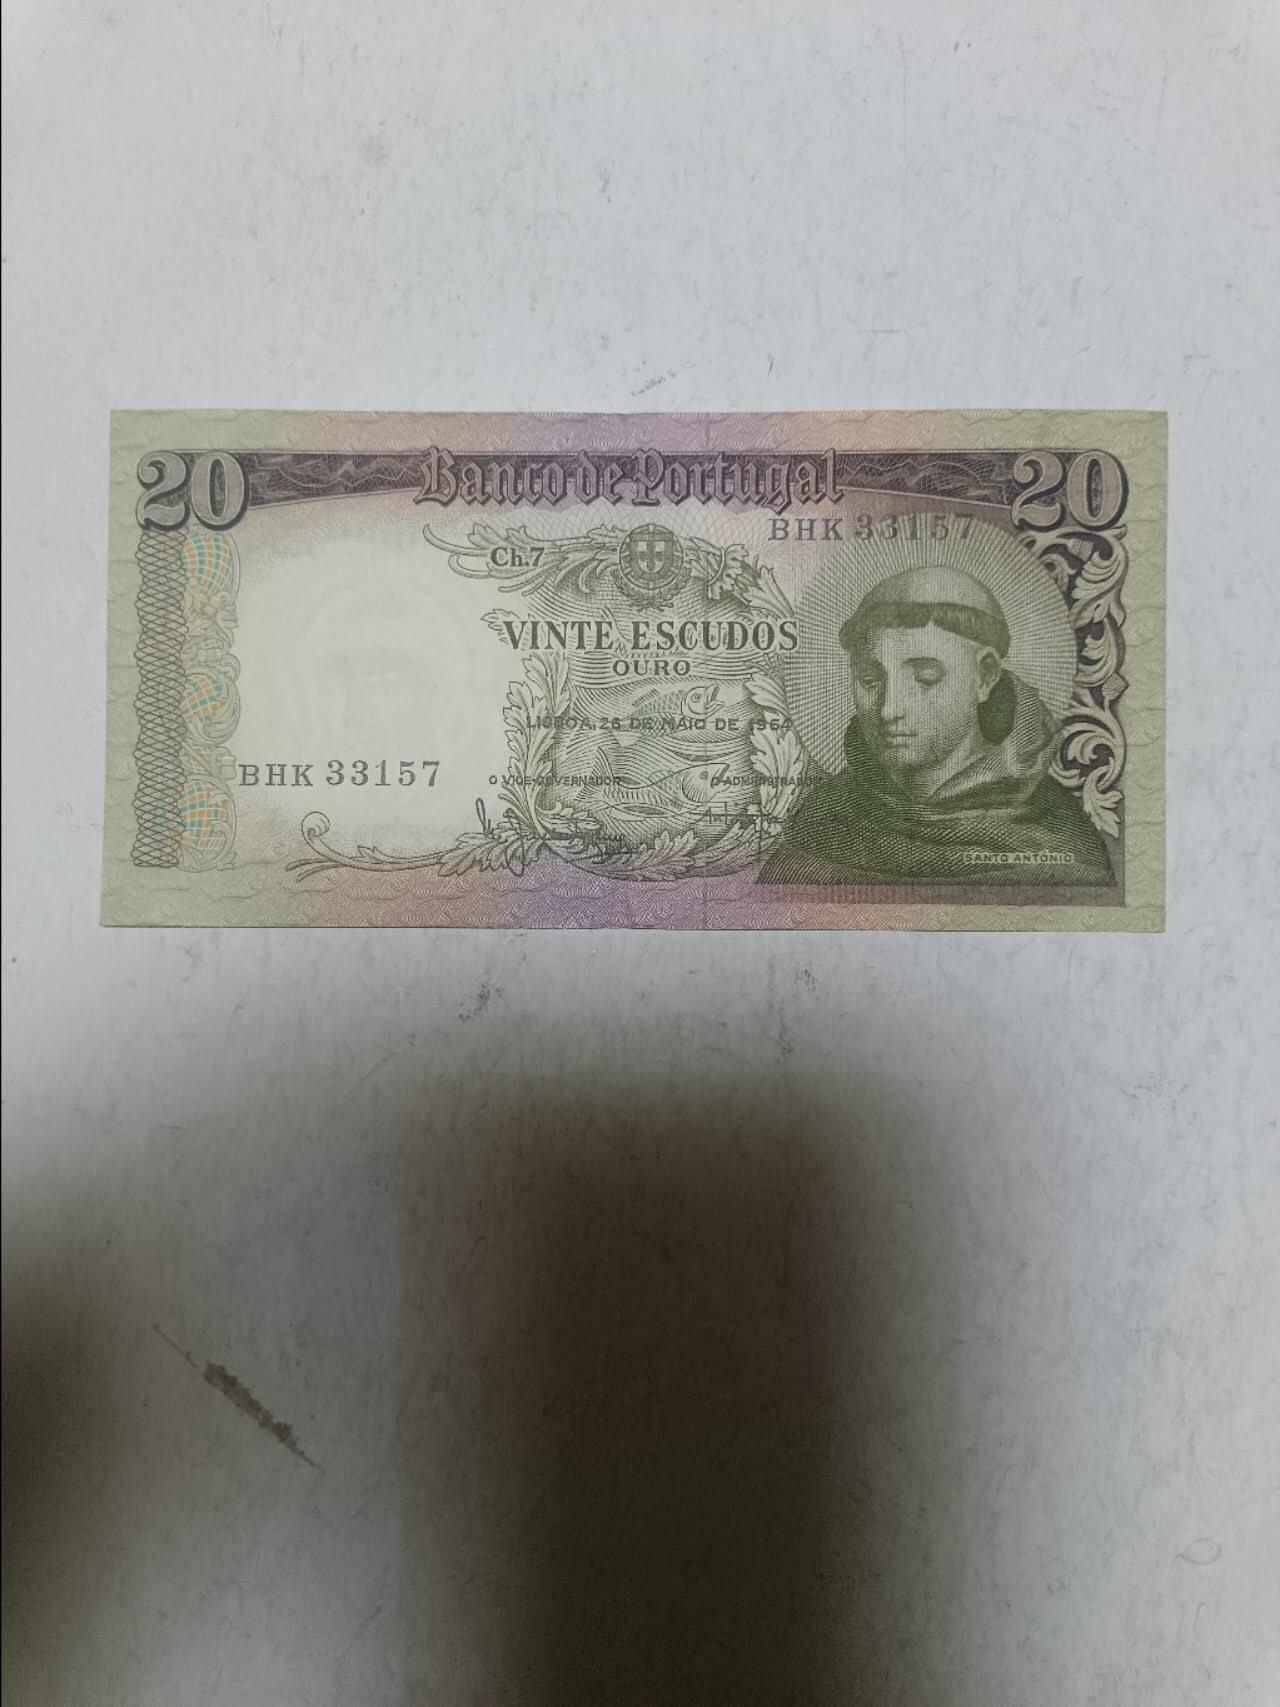 20 Banco de Portugal 20
BHK 33157
Ch.7
VINTE ESCUDOS
OURO
LISBOA, 26 DE MAIO DE 1964
BHK 33157
O VICE-GOVERNADOR
O ADMINISTRADOR
SANTO ANTÓNIO